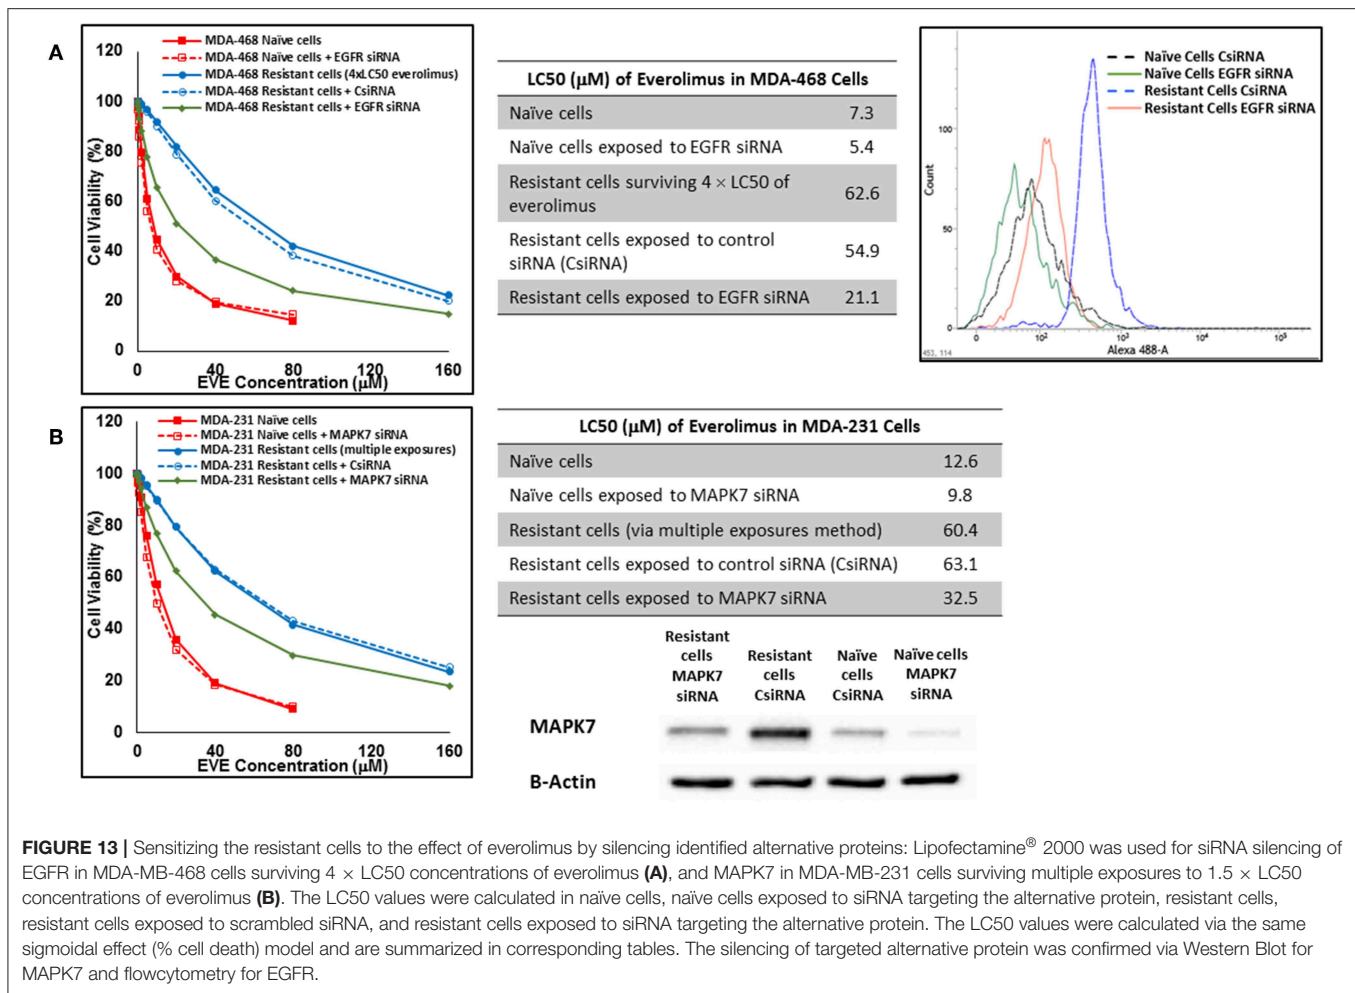 A
120
100
80
60
40
20
0
Cell Viability (%)
MDA-468 Naïve cells
MDA-468 Naïve cells + EGFR siRNA
MDA-468 Resistant cells (4xLC50 everolimus)
MDA-468 Resistant cells + CsiRNA
MDA-468 Resistant cells + EGFR siRNA
0 40 80 120 160
EVE Concentration (µM)
LC50 (µM) of Everolimus in MDA-468 Cells
Naïve cells 7.3
Naïve cells exposed to EGFR siRNA 5.4
Resistant cells surviving 4 × LC50 of
everolimus 62.6
Resistant cells exposed to control
siRNA (CsiRNA) 54.9
Resistant cells exposed to EGFR siRNA 21.1
Naïve Cells CsiRNA
Naïve Cells EGFR siRNA
Resistant Cells CsiRNA
Resistant Cells EGFR siRNA
Count
100
50
0
0 10² 10³ 10⁴ 10⁵
Alexa 488-A
453, 114
B
120
100
80
60
40
20
0
Cell Viability (%)
MDA-231 Naïve cells
MDA-231 Naïve cells + MAPK7 siRNA
MDA-231 Resistant cells (multiple exposures)
MDA-231 Resistant cells + CsiRNA
MDA-231 Resistant cells + MAPK7 siRNA
0 40 80 120 160
EVE Concentration (µM)
LC50 (µM) of Everolimus in MDA-231 Cells
Naïve cells 12.6
Naïve cells exposed to MAPK7 siRNA 9.8
Resistant cells (via multiple exposures method) 60.4
Resistant cells exposed to control siRNA (CsiRNA) 63.1
Resistant cells exposed to MAPK7 siRNA 32.5
Resistant
cells
MAPK7
siRNA
Resistant
cells
CsiRNA
Naïve
cells
CsiRNA
Naïve cells
MAPK7
siRNA
MAPK7
B-Actin
FIGURE 13 | Sensitizing the resistant cells to the effect of everolimus by silencing identified alternative proteins: Lipofectamine® 2000 was used for siRNA silencing of
EGFR in MDA-MB-468 cells surviving 4 × LC50 concentrations of everolimus (A), and MAPK7 in MDA-MB-231 cells surviving multiple exposures to 1.5 × LC50
concentrations of everolimus (B). The LC50 values were calculated in naïve cells, naïve cells exposed to siRNA targeting the alternative protein, resistant cells,
resistant cells exposed to scrambled siRNA, and resistant cells exposed to siRNA targeting the alternative protein. The LC50 values were calculated via the same
sigmoidal effect (% cell death) model and are summarized in corresponding tables. The silencing of targeted alternative protein was confirmed via Western Blot for
MAPK7 and flowcytometry for EGFR.